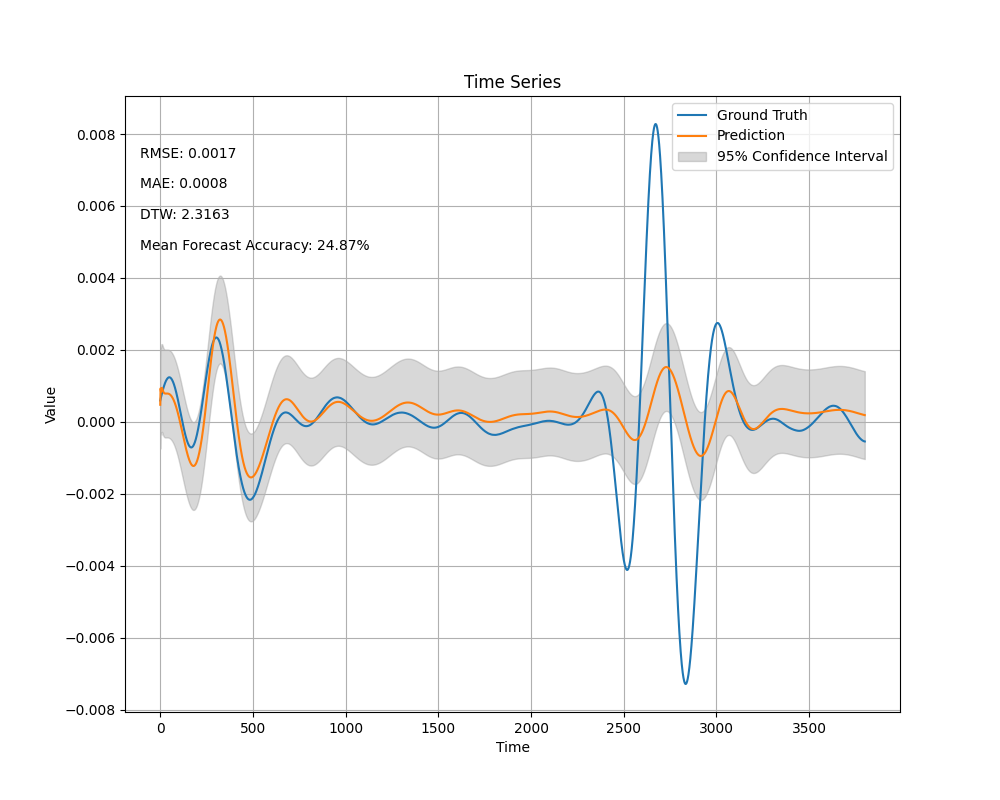 Time Series
Ground Truth
Prediction
95% Confidence Interval
RMSE: 0.0017
MAE: 0.0008
DTW: 2.3163
Mean Forecast Accuracy: 24.87%
Value
0.008
0.006
0.004
0.002
0.000
−0.002
−0.004
−0.006
−0.008
0 500 1000 1500 2000 2500 3000 3500
Time